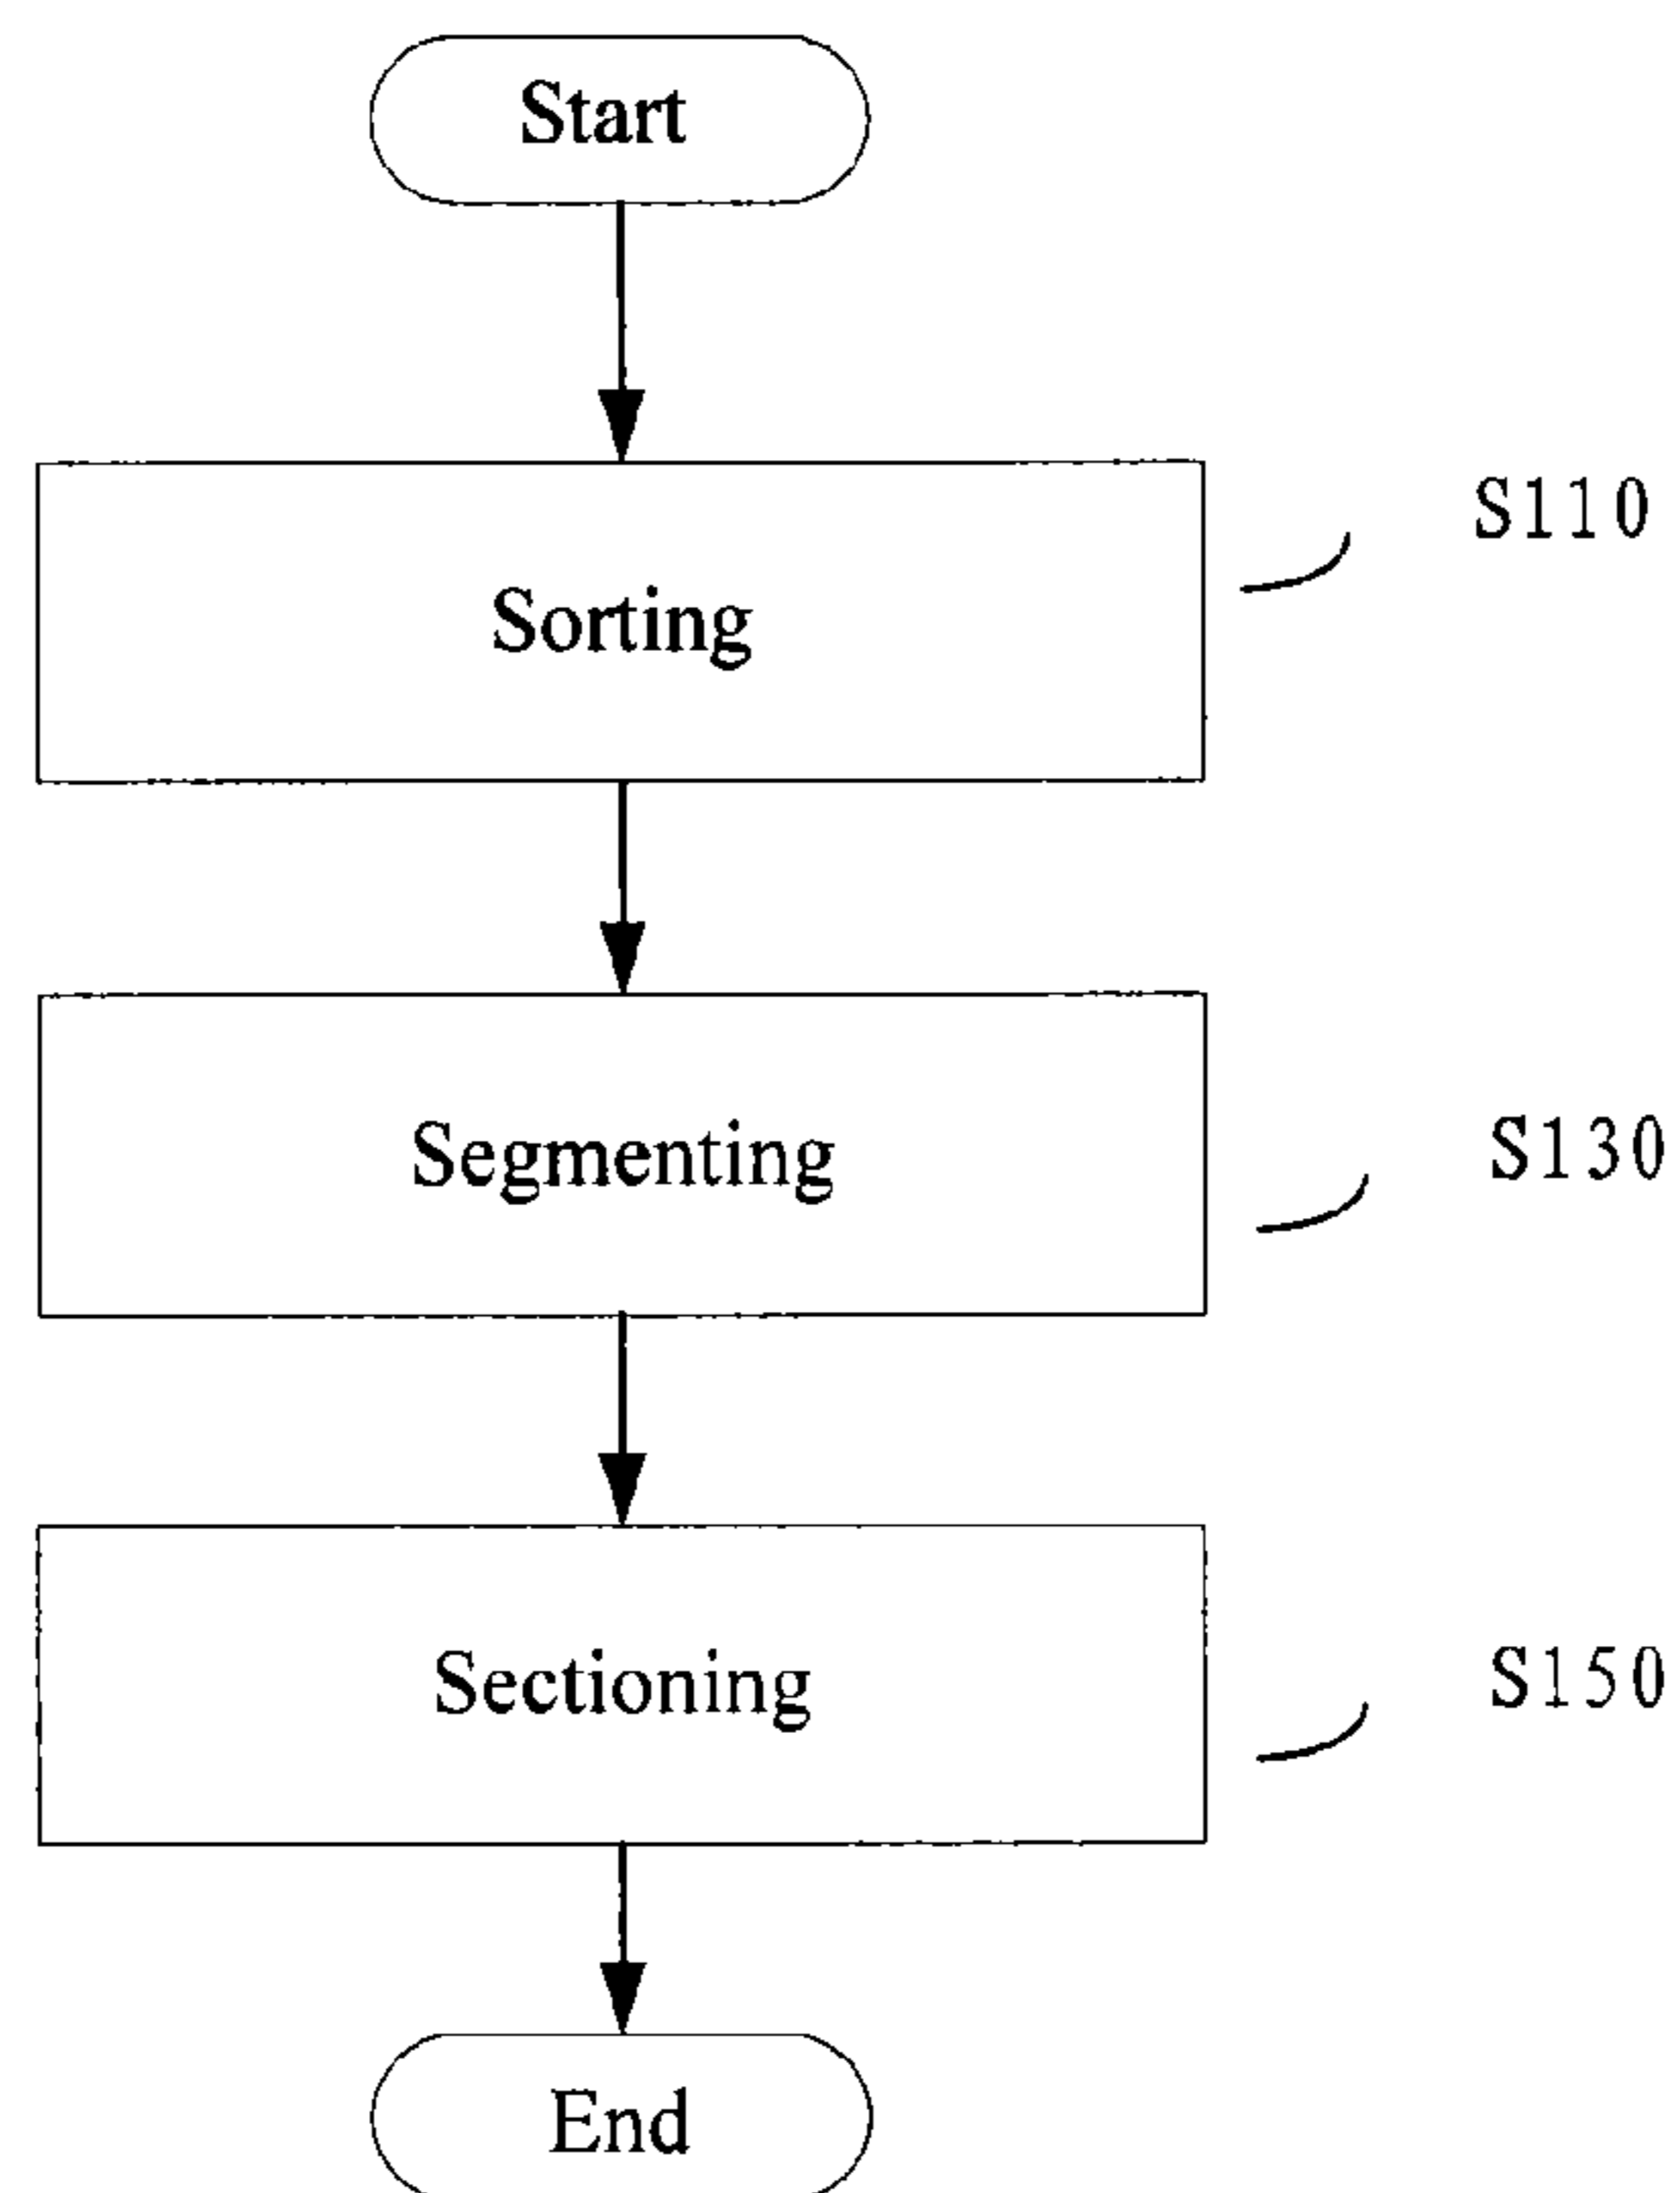 Start
Sorting
S110
Segmenting
S130
Sectioning
S150
End